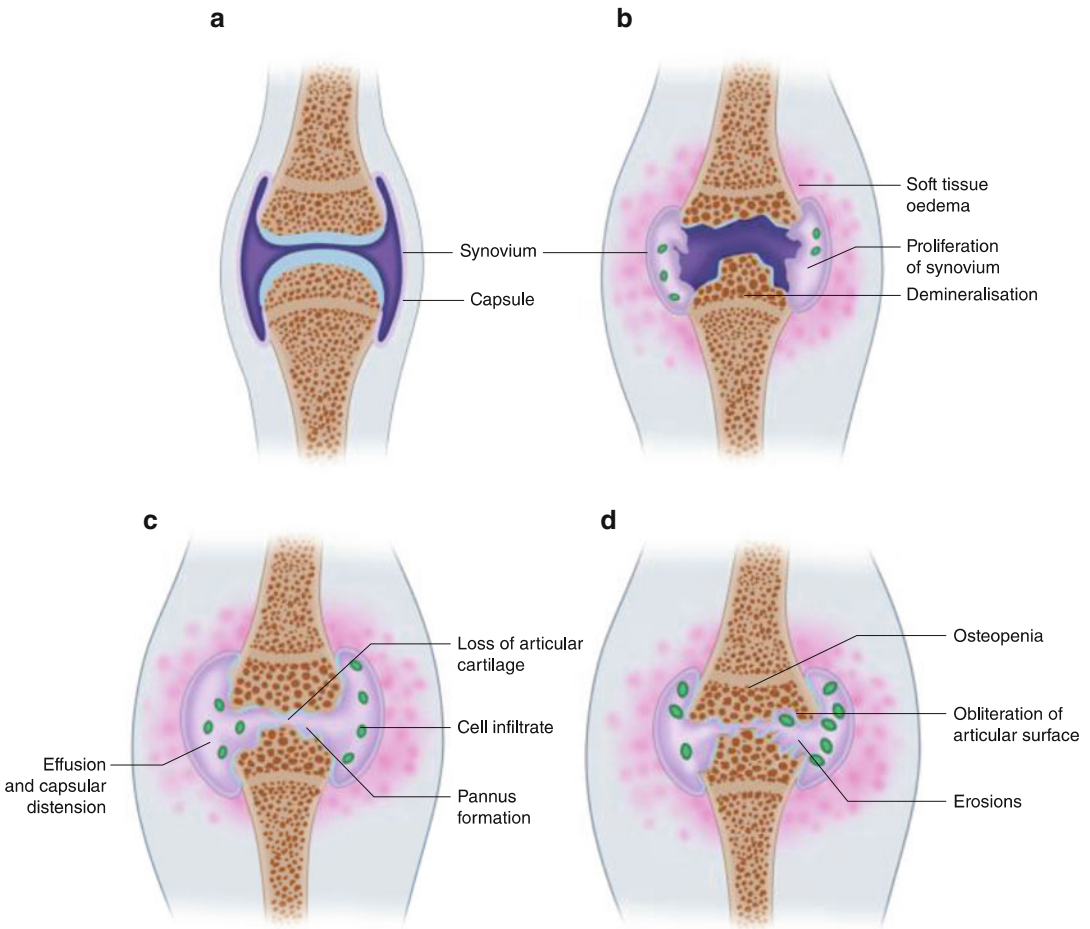 a
b
Synovium
Capsule
Soft tissue
oedema
Proliferation
of synovium
Demineralisation
c
d
Effusion
and capsular
distension
Loss of articular
cartilage
Cell infiltrate
Pannus
formation
Osteopenia
Obliteration of
articular surface
Erosions